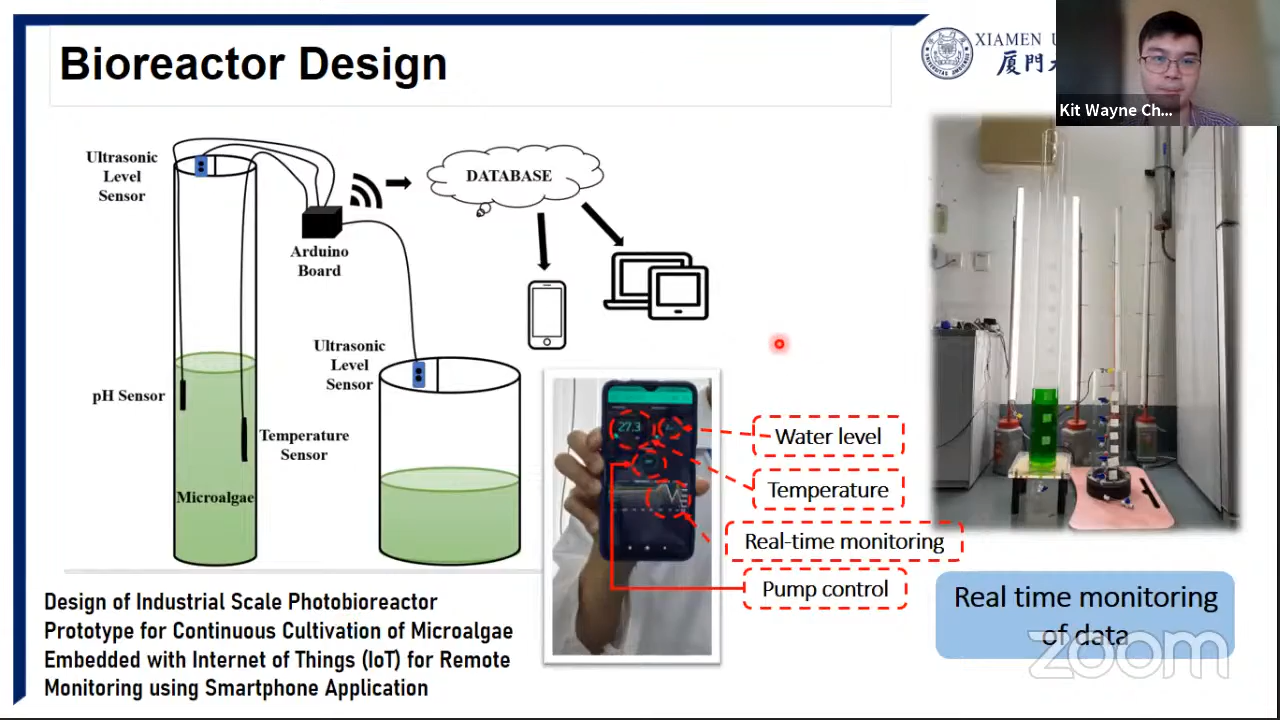 Bioreactor Design
XIAMEN U
厦門大
Kit Wayne Ch...
Ultrasonic
Level
Sensor
DATABASE
Arduino
Board
Ultrasonic
Level
Sensor
pH Sensor
Temperature
Sensor
Microalgae
27.3
Water level
Temperature
Real-time monitoring
Pump control
Design of Industrial Scale Photobioreactor
Prototype for Continuous Cultivation of Microalgae
Embedded with Internet of Things (IoT) for Remote
Monitoring using Smartphone Application
Real time monitoring
of data
zoom